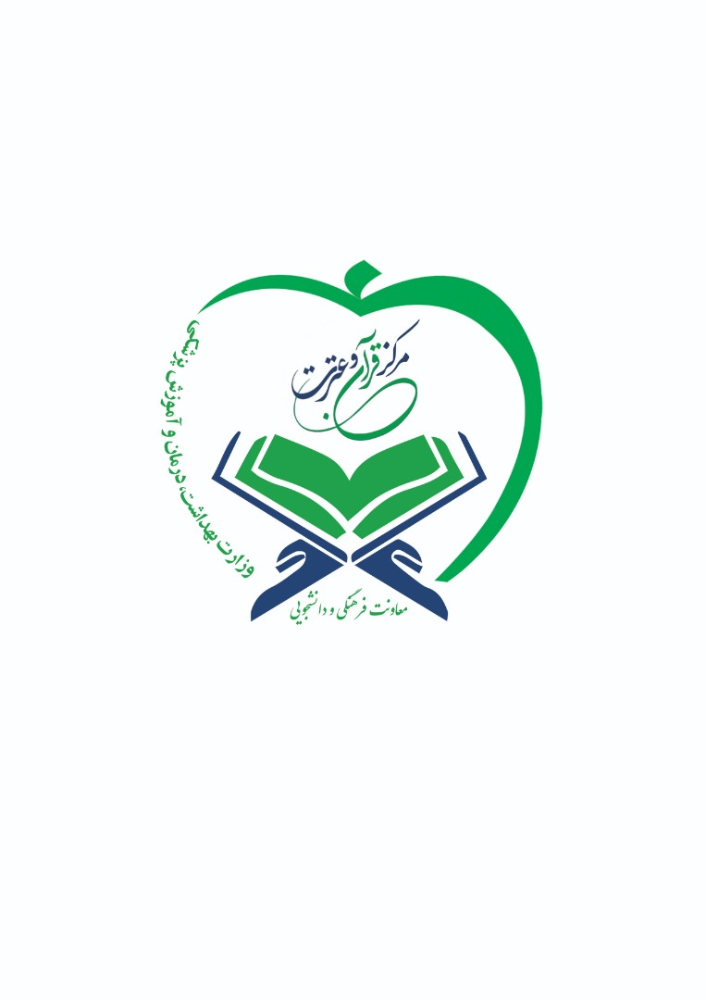 مرکز قرآن و عترت
وزارت بهداشت، درمان و آموزش پزشکی
معاونت فرهنگی و دانشجویی